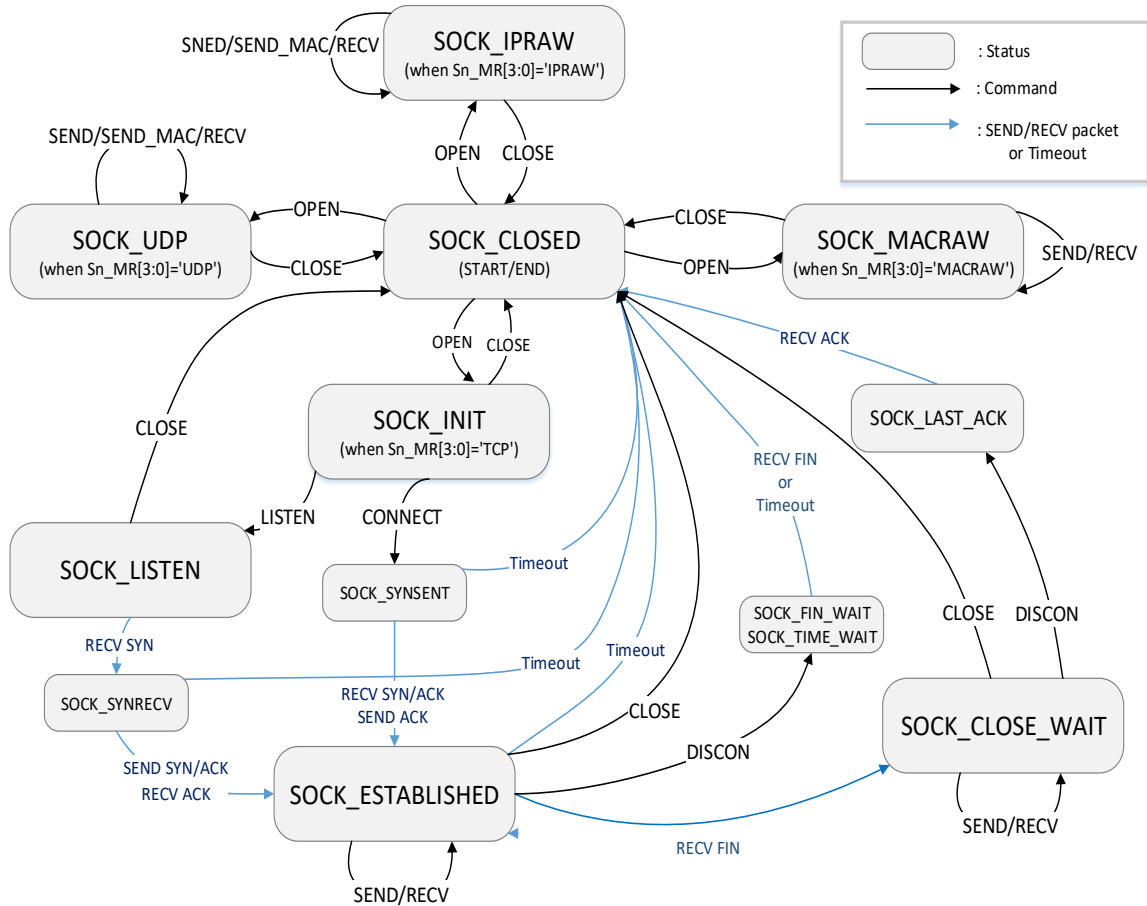 SNED/SEND_MAC/RECV
SOCK_IPRAW
(when Sn_MR[3:0]='IPRAW')
: Status
: Command
: SEND/RECV packet
or Timeout
SEND/SEND_MAC/RECV
OPEN
CLOSE
OPEN
CLOSE
SOCK_UDP
(when Sn_MR[3:0]='UDP')
CLOSE
SOCK_CLOSED
(START/END)
OPEN
SOCK_MACRAW
(when Sn_MR[3:0]='MACRAW')
SEND/RECV
OPEN
CLOSE
RECV ACK
SOCK_INIT
(when Sn_MR[3:0]='TCP')
SOCK_LAST_ACK
CLOSE
RECV FIN
or
Timeout
LISTEN
CONNECT
SOCK_LISTEN
Timeout
SOCK_SYNSENT
SOCK_FIN_WAIT
SOCK_TIME_WAIT
CLOSE
DISCON
RECV SYN
Timeout
Timeout
SOCK_SYNRECV
RECV SYN/ACK
SEND ACK
CLOSE
SOCK_CLOSE_WAIT
DISCON
SEND SYN/ACK
RECV ACK
SOCK_ESTABLISHED
SEND/RECV
RECV FIN
SEND/RECV